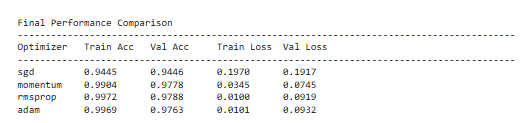 Final Performance Comparison
--------------------------------------------------------------------------------
Optimizer   Train Acc   Val Acc     Train Loss  Val Loss
--------------------------------------------------------------------------------
sgd         0.9445      0.9446      0.1970      0.1917
momentum    0.9904      0.9778      0.0345      0.0745
rmsprop     0.9972      0.9788      0.0100      0.0919
adam        0.9969      0.9763      0.0101      0.0932